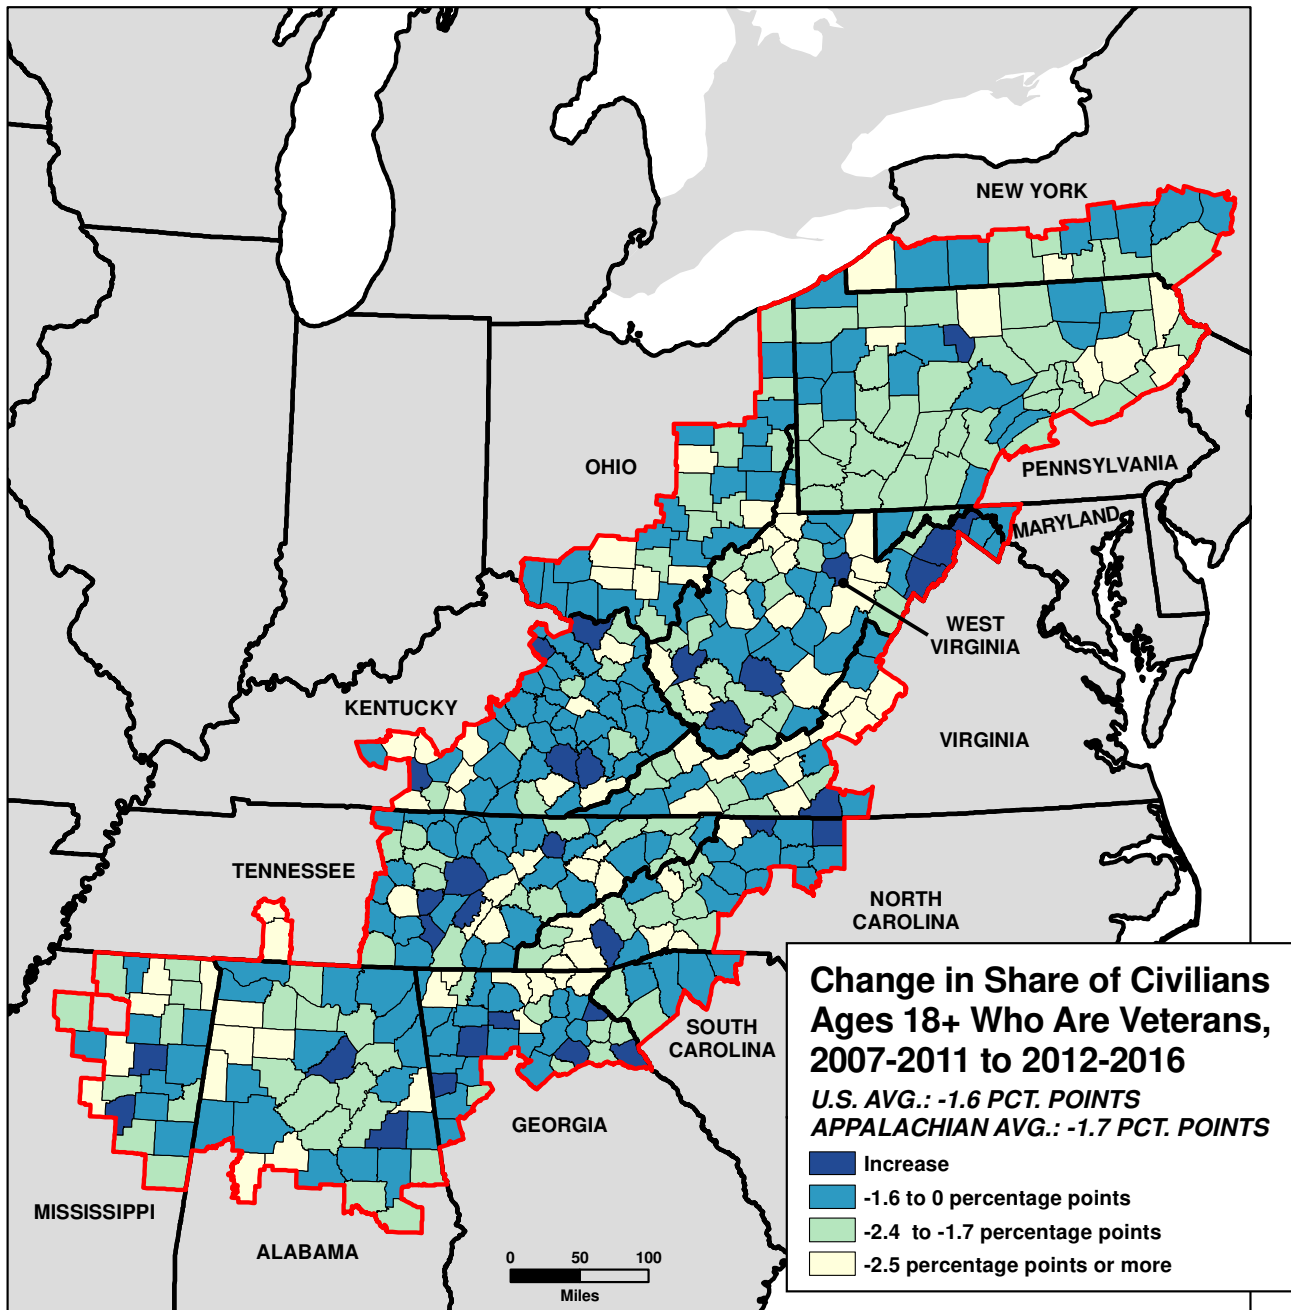 NEW YORK
OHIO
PENNSYLVANIA
MARYLAND
WEST
VIRGINIA
KENTUCKY
VIRGINIA
TENNESSEE
NORTH
CAROLINA
SOUTH
CAROLINA
GEORGIA
MISSISSIPPI
ALABAMA
Change in Share of Civilians
Ages 18+ Who Are Veterans,
2007-2011 to 2012-2016
U.S. AVG.: -1.6 PCT. POINTS
APPALACHIAN AVG.: -1.7 PCT. POINTS
Increase
-1.6 to 0 percentage points
-2.4 to -1.7 percentage points
-2.5 percentage points or more
0 50 100
Miles